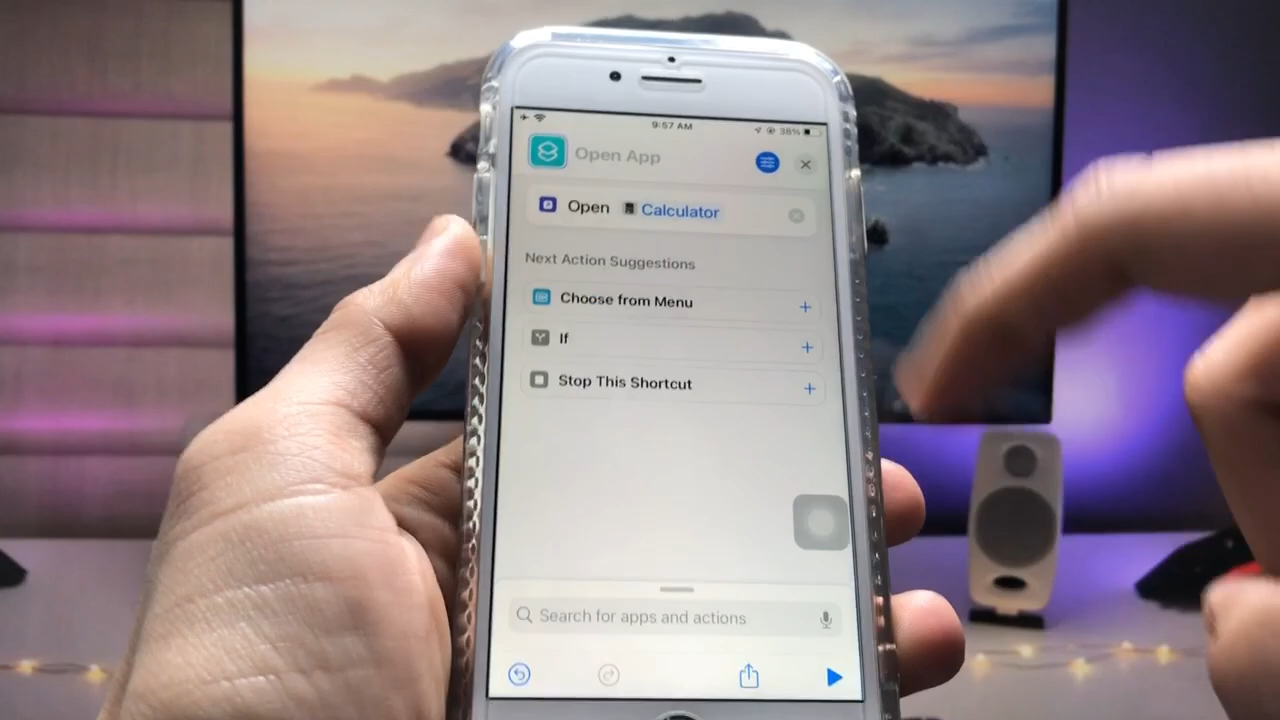 9:57 AM
38%
Open App
Open Calculator
Next Action Suggestions
Choose from Menu
If
Stop This Shortcut
Search for apps and actions